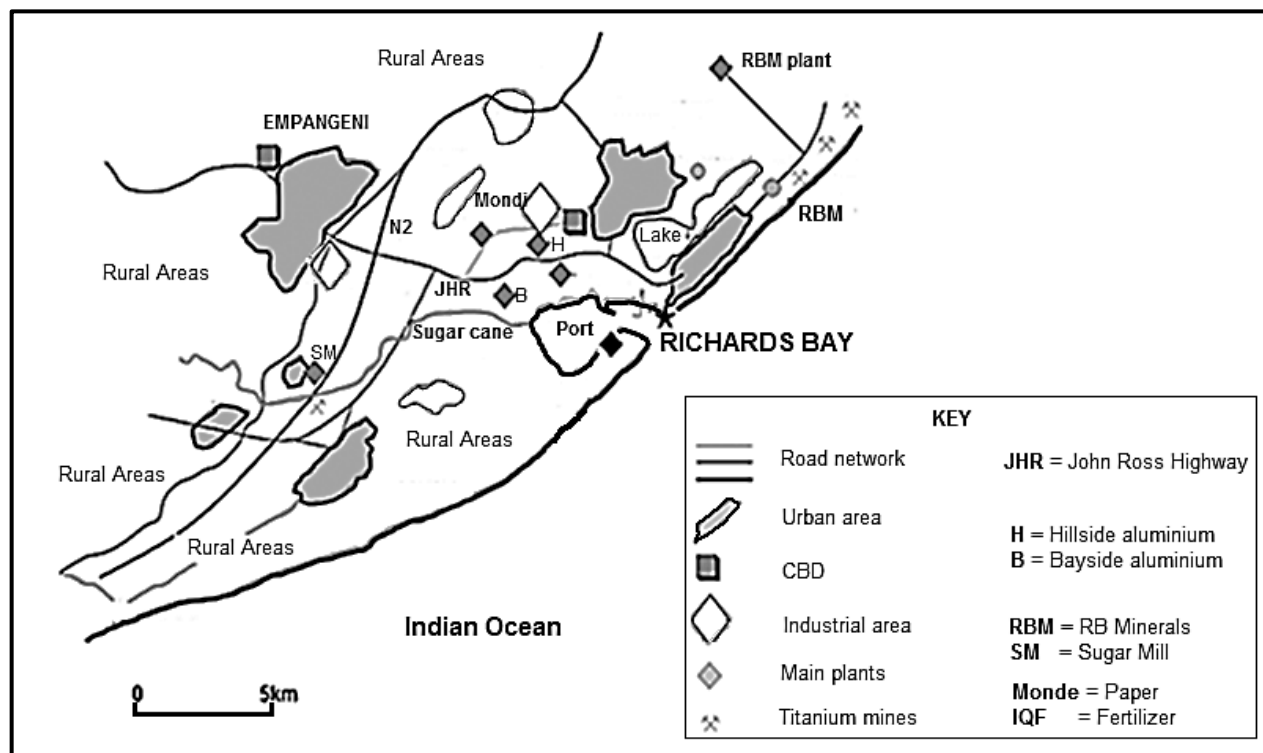 Rural Areas
RBM plant
EMPANGENI
Mondi
N2
RBM
H
Lake
Rural Areas
JHR
B
Sugar cane
Port
RICHARDS BAY
SM
Rural Areas
Rural Areas
Rural Areas
Indian Ocean
0 5km
KEY
Road network
JHR = John Ross Highway
Urban area
H = Hillside aluminium
B = Bayside aluminium
CBD
Industrial area
RBM = RB Minerals
SM = Sugar Mill
Main plants
Monde = Paper
IQF = Fertilizer
Titanium mines